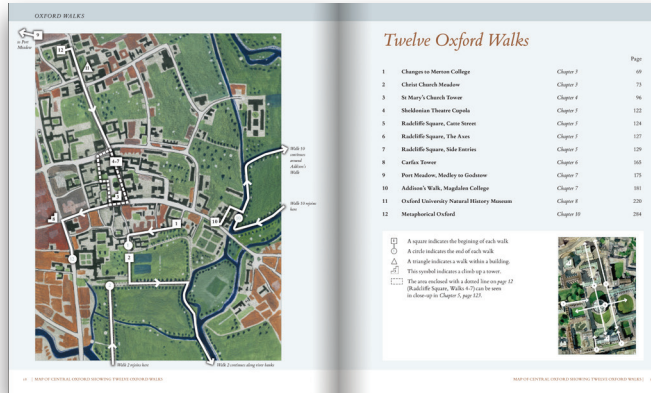 OXFORD WALKS
9
to Port
Meadow
12
4-7
Walk 10
continues
around
Addison's
Walk
Walk 10 rejoins
here
1
10
2
Walk 2 rejoins here
Walk 2 continues along river banks
MAP OF CENTRAL OXFORD SHOWING TWELVE OXFORD WALKS
Twelve Oxford Walks
Page
1 Changes to Merton College Chapter 3 69
2 Christ Church Meadow Chapter 3 73
3 St Mary's Church Tower Chapter 4 96
4 Sheldonian Theatre Cupola Chapter 5 122
5 Radcliffe Square, Catte Street Chapter 5 124
6 Radcliffe Square, The Axes Chapter 5 127
7 Radcliffe Square, Side Entries Chapter 5 129
8 Carfax Tower Chapter 6 165
9 Port Meadow, Medley to Godstow Chapter 7 175
10 Addison's Walk, Magdalen College Chapter 7 181
11 Oxford University Natural History Museum Chapter 8 220
12 Metaphorical Oxford Chapter 10 284
A square indicates the begining of each walk
A circle indicates the end of each walk
A triangle indicates a walk within a building.
This symbol indicates a climb up a tower.
The area enclosed with a dotted line on page 12
(Radcliffe Square, Walks 4-7) can be seen
in close-up in Chapter 5, page 123.
MAP OF CENTRAL OXFORD SHOWING TWELVE OXFORD WALKS